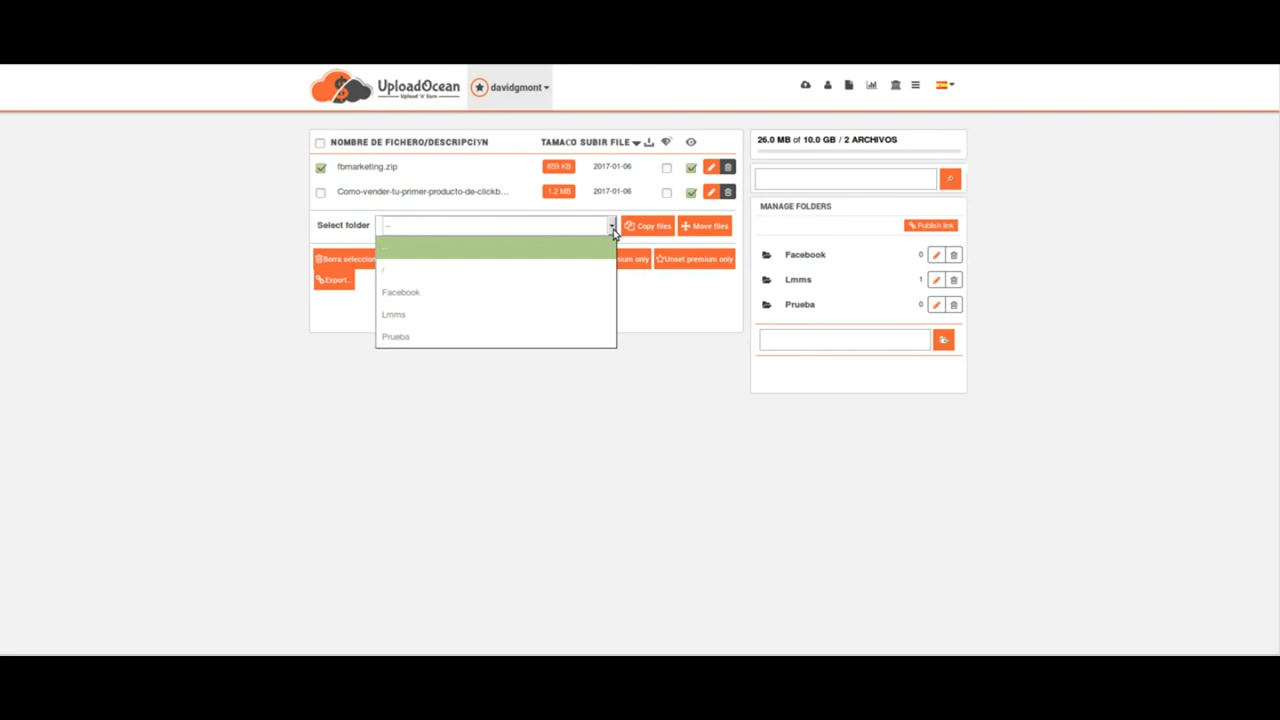 UploadOcean
Upload 'n' Earn
davidgmont
NOMBRE DE FICHERO/DESCRIPCIУN TAMAСO SUBIR FILE
fbmarketing.zip 859 KB 2017-01-06
Como-vender-tu-primer-producto-de-clickb... 1.2 MB 2017-01-06
Select folder -- Copy files Move files
--
/
Facebook
Lmms
Prueba
Borra seleccion
ium only Unset premium only
Export...
26.0 MB of 10.0 GB / 2 ARCHIVOS
MANAGE FOLDERS
Publish link
Facebook 0
Lmms 1
Prueba 0